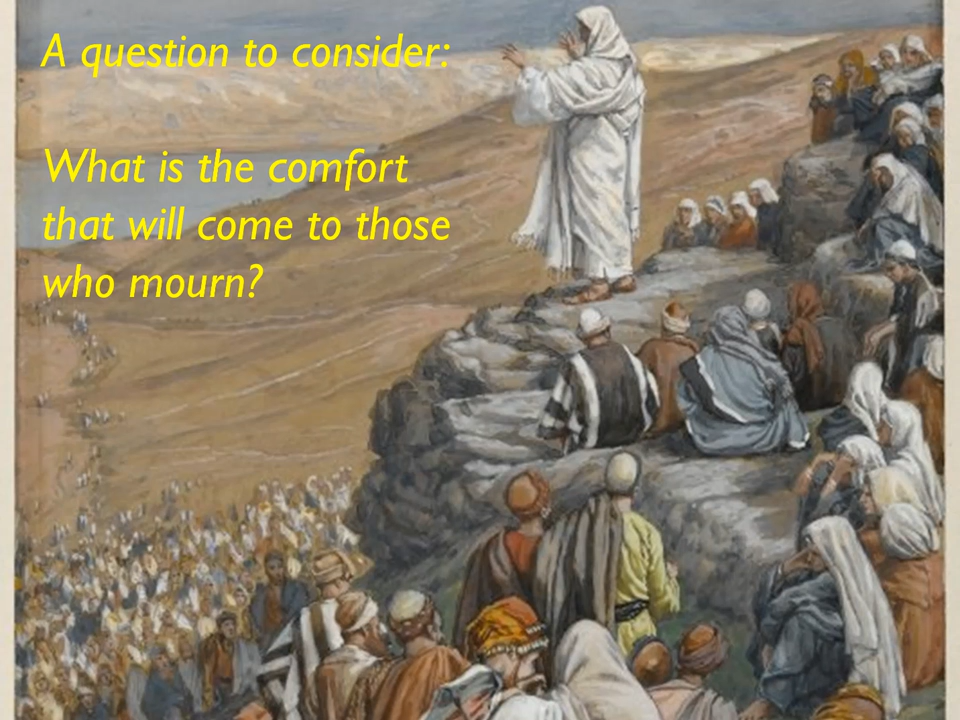 A question to consider:
What is the comfort
that will come to those
who mourn?